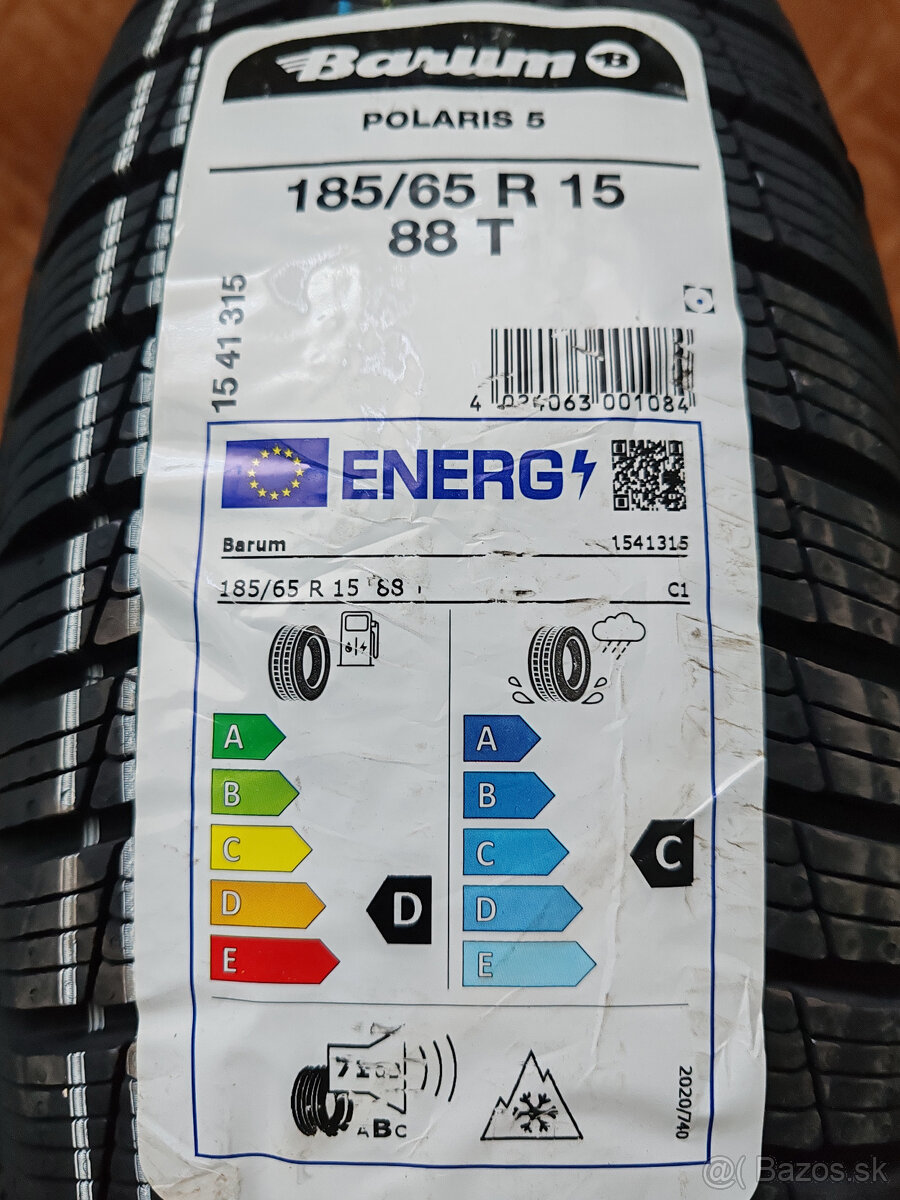 Barum B
POLARIS 5
185/65 R 15
88 T
15 41 315
4 024063 001084
ENERG
Barum 1541315
185/65 R 15 88 C1
A
B
C
D
E
D
A
B
C
D
E
C
ABC
2020/740
@( Bazos.sk